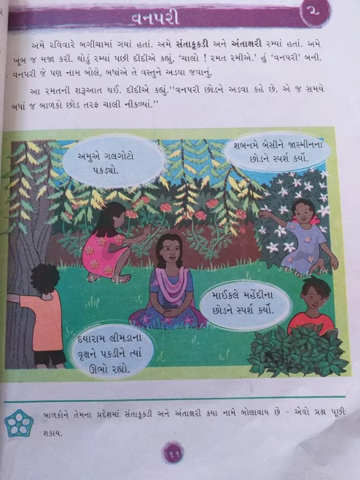 વનપરી
૨
અમે રવિવારે બગીચામાં ગયાં હતાં. અમે સંતાકૂકડી અને અંતાક્ષરી રમ્યાં હતાં. અમે
ખૂબ જ મજા કરી. થોડું રમ્યાં પછી દીદીએ કહ્યું, ‘ચાલો ! રમત રમીએ.’ હું ‘વનપરી’ બની.
વનપરી જે પણ નામ બોલે, બધાંએ તે વસ્તુને અડવા જવાનું.
આ રમતની શરૂઆત થઈ. દીદીએ કહ્યું,‘‘વનપરી છોડને અડવા કહે છે. એ જ સમયે
બધાં જ બાળકો છોડ તરફ ચાલી નીકળ્યાં.’’
અમુએ ગલગોટો
પકડ્યો.
શબનમે બેસીને જાસ્મીનના
છોડને સ્પર્શ કર્યો.
માઈકલે મહેંદીના
છોડને સ્પર્શ કર્યો.
દયારામ લીમડાના
વૃક્ષને પકડીને ત્યાં
ઊભો રહ્યો.
બાળકોને તેમના પ્રદેશમાં સંતાકૂકડી અને અંતાક્ષરી કયા નામે બોલાવાય છે - એવો પ્રશ્ન પૂછી
શકાય.
૧૧